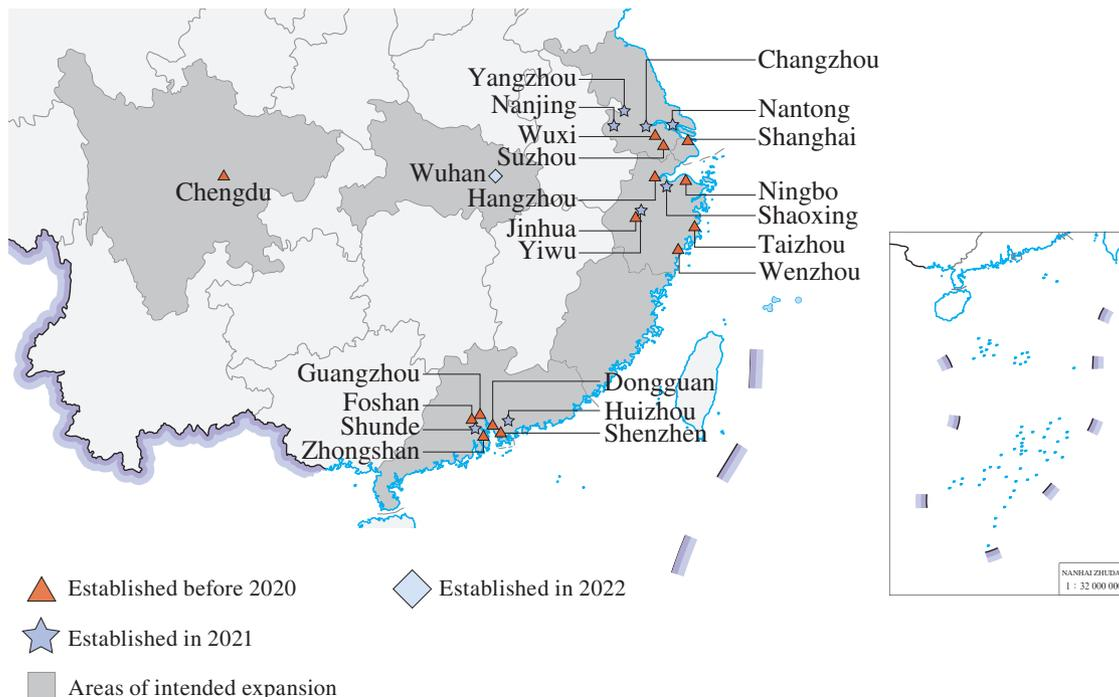 Changzhou
Yangzhou
Nanjing
Nantong
Wuxi
Shanghai
Suzhou
Wuhan
Chengdu
Hangzhou
Ningbo
Shaoxing
Jinhua
Taizhou
Yiwu
Wenzhou
Guangzhou
Dongguan
Foshan
Huizhou
Shunde
Shenzhen
Zhongshan
NANHAI ZHUDA
1 : 32 000 000
Established before 2020
Established in 2022
Established in 2021
Areas of intended expansion